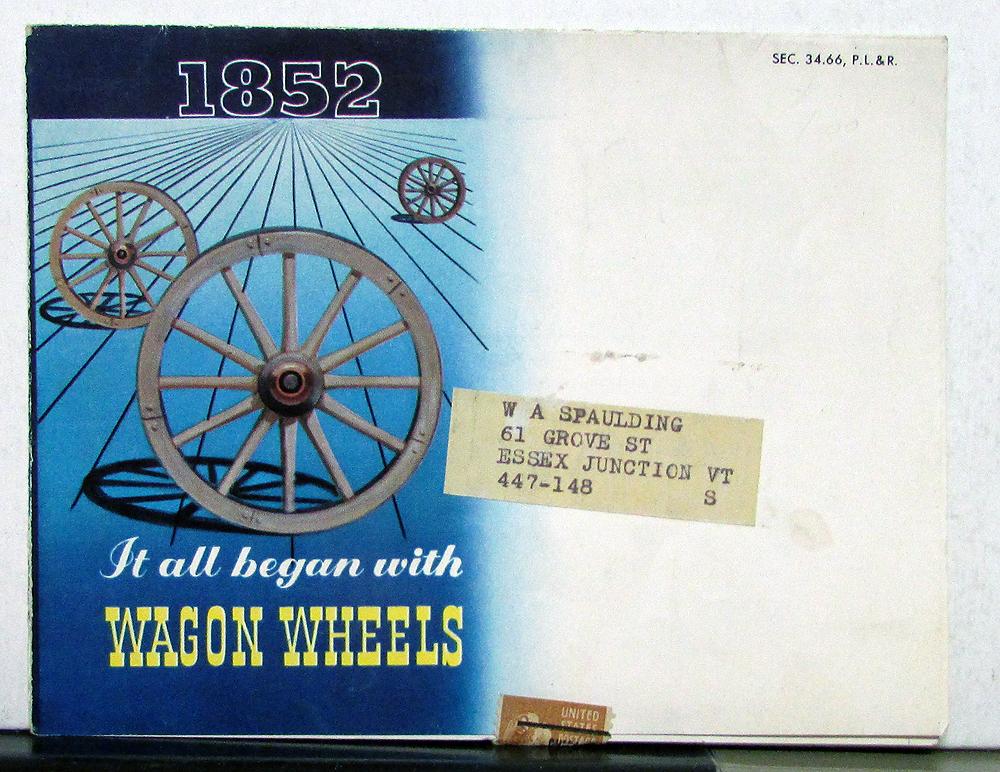 1852
SEC. 34.66, P.L.&R.
W A SPAULDING
61 GROVE ST
ESSEX JUNCTION VT
447-148 S
It all began with
WAGON WHEELS
UNITED
STATES
POSTAGE